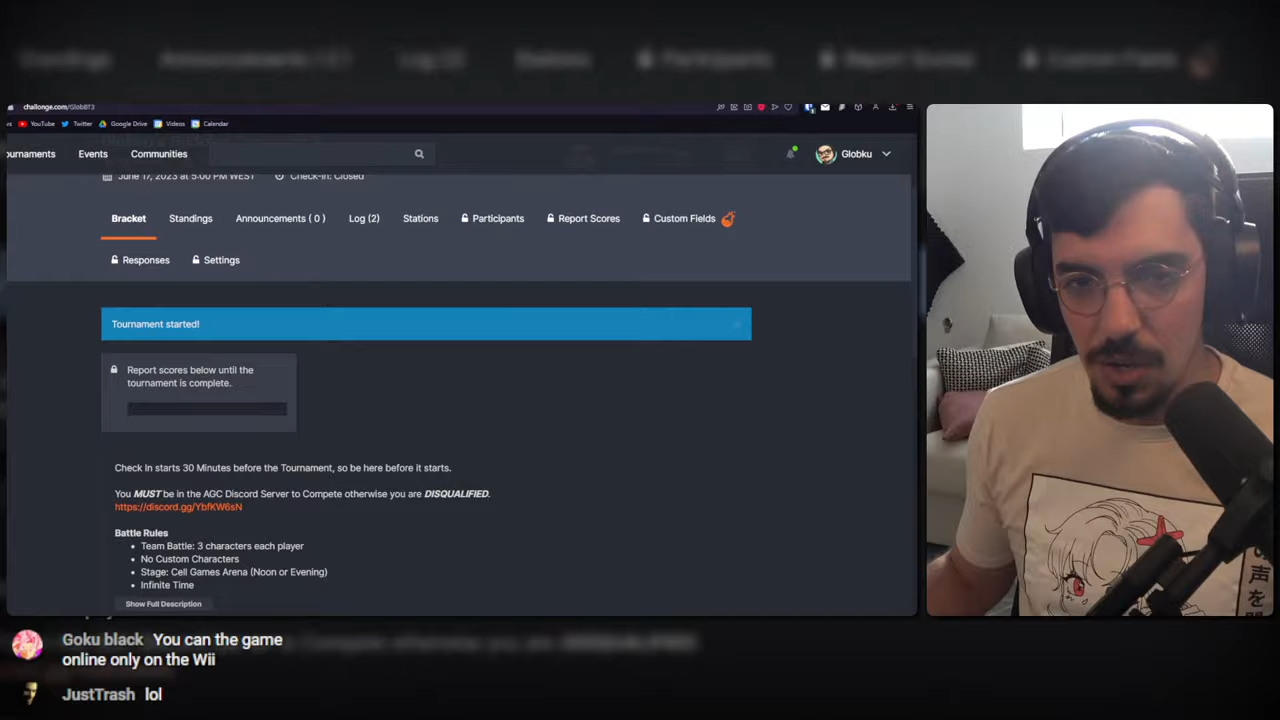 challonge.com/GlobBT3
YouTube Twitter Google Drive Videos Calendar
Events Communities Globku
June 17, 2023 at 5:00 PM WEST Check-in: Closed
Bracket Standings Announcements ( 0 ) Log (2) Stations Participants Report Scores Custom Fields
Responses Settings
Tournament started!
Report scores below until the
tournament is complete.
Check In starts 30 Minutes before the Tournament, so be here before it starts.
You MUST be in the AGC Discord Server to Compete otherwise you are DISQUALIFIED.
https://discord.gg/YbfKW6sN
Battle Rules
Team Battle: 3 characters each player
No Custom Characters
Stage: Cell Games Arena (Noon or Evening)
Infinite Time
Show Full Description
Goku black You can the game
online only on the Wii
JustTrash lol